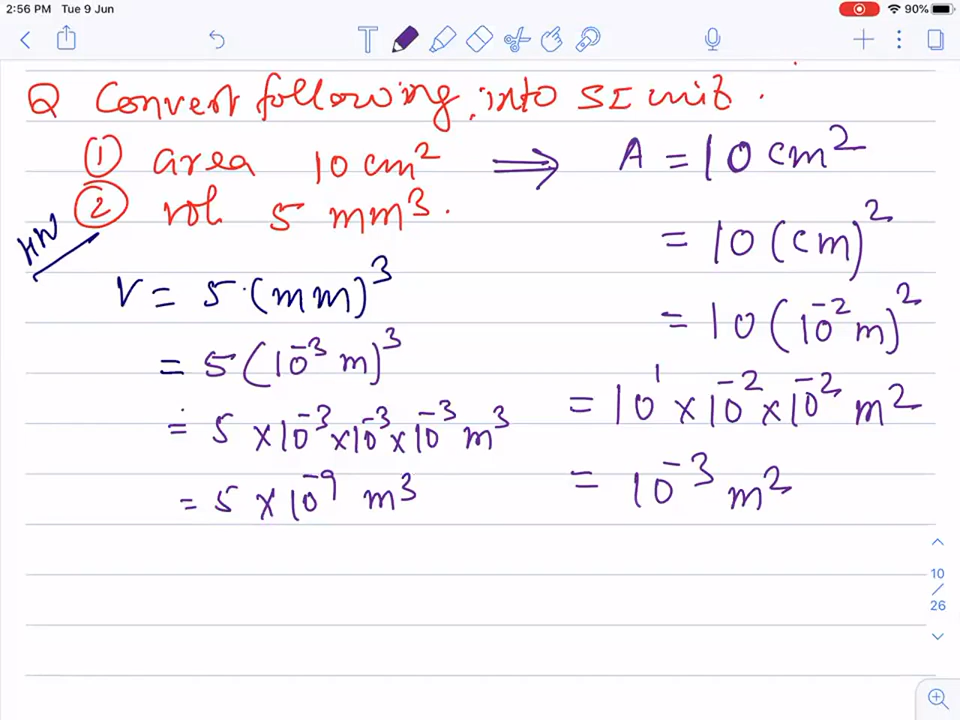 2:56 PM Tue 9 Jun 90%
Q Convert following, into SI unit.
① area 10 cm² ⟹ A = 10 cm²
② vol. 5 mm³.
HW
= 10 (cm)²
V = 5·(mm)³
= 10 (10⁻² m)²
= 5 (10⁻³ m)³
= 10¹ × 10⁻² × 10⁻² m²
= 5 × 10⁻³ × 10⁻³ × 10⁻³ m³
= 10⁻³ m²
= 5 × 10⁻⁹ m³
10
/
26